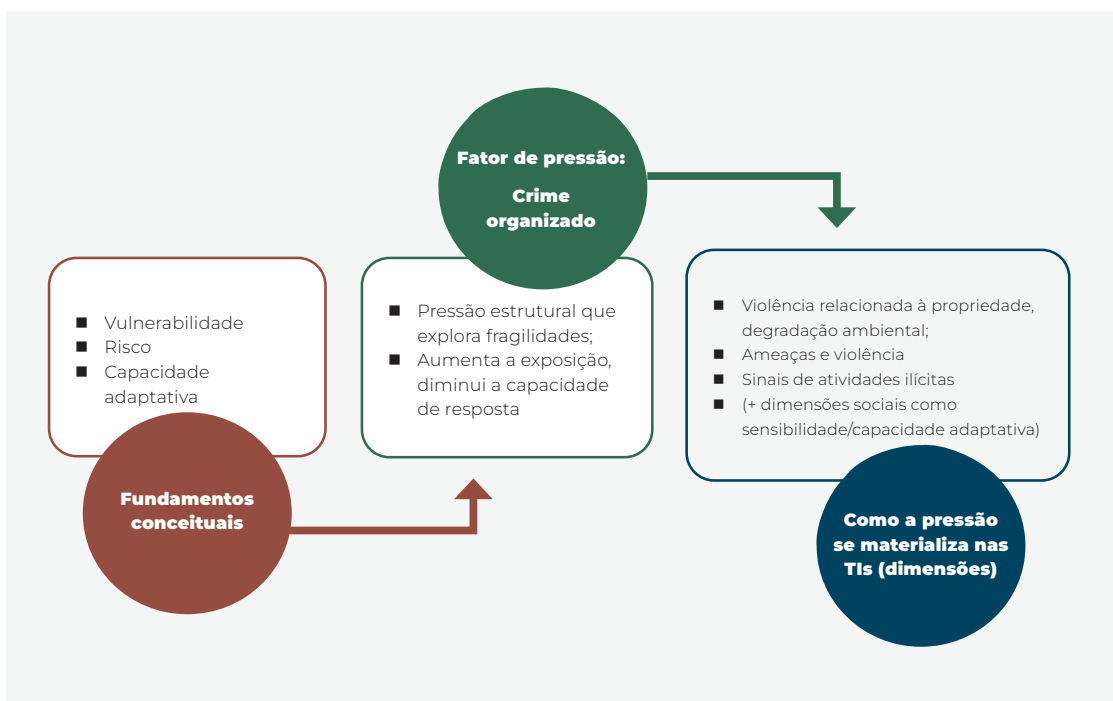 Vulnerabilidade
Risco
Capacidade
adaptativa
Fundamentos
conceituais
Fator de pressão:
Crime
organizado
Pressão estrutural que
explora fragilidades;
Aumenta a exposição,
diminui a capacidade
de resposta
Violência relacionada à propriedade,
degradação ambiental;
Ameaças e violência
Sinais de atividades ilícitas
(+ dimensões sociais como
sensibilidade/capacidade adaptativa)
Como a pressão
se materializa nas
TIs (dimensões)